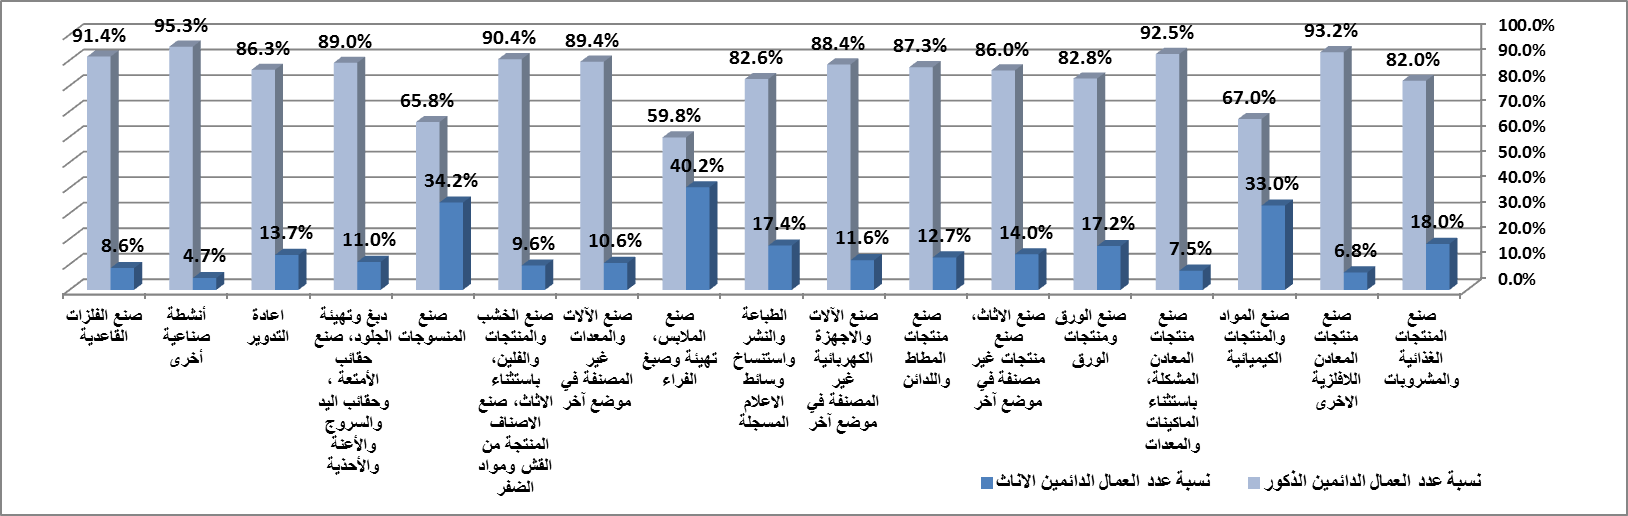 100.0%
90.0%
80.0%
70.0%
60.0%
50.0%
40.0%
30.0%
20.0%
10.0%
0.0%
82.0%
18.0%
93.2%
6.8%
67.0%
33.0%
92.5%
7.5%
82.8%
17.2%
86.0%
14.0%
87.3%
12.7%
88.4%
11.6%
82.6%
17.4%
59.8%
40.2%
89.4%
10.6%
90.4%
9.6%
65.8%
34.2%
89.0%
11.0%
86.3%
13.7%
95.3%
4.7%
91.4%
8.6%
صنع
المنتجات
الغذائية
والمشروبات
صنع
منتجات
المعادن
اللافلزية
الاخرى
صنع المواد
والمنتجات
الكيميائية
صنع
منتجات
المعادن
المشكلة،
باستثناء
الماكينات
والمعدات
صنع الورق
ومنتجات
الورق
صنع الاثاث،
صنع
منتجات غير
مصنفة في
موضع آخر
صنع
منتجات
المطاط
واللدائن
صنع الآلات
والاجهزة
الكهربائية
غير
المصنفة في
موضع آخر
الطباعة
والنشر
واستنساخ
وسائط
الاعلام
المسجلة
صنع
الملابس،
تهيئة وصبغ
الفراء
صنع الآلات
والمعدات
غير
المصنفة في
موضع آخر
صنع الخشب
والمنتجات
والفلين،
باستثناء
الاثاث، صنع
الاصناف
المنتجة من
القش ومواد
الضفر
صنع
المنسوجات
دبغ وتهيئة
الجلود، صنع
حقائب
الأمتعة ،
وحقائب اليد
والسروج
والأعنة
والأحذية
اعادة
التدوير
أنشطة
صناعية
أخرى
صنع الفلزات
القاعدية
نسبة عدد العمال الدائمين الذكور
نسبة عدد العمال الدائمين الاناث